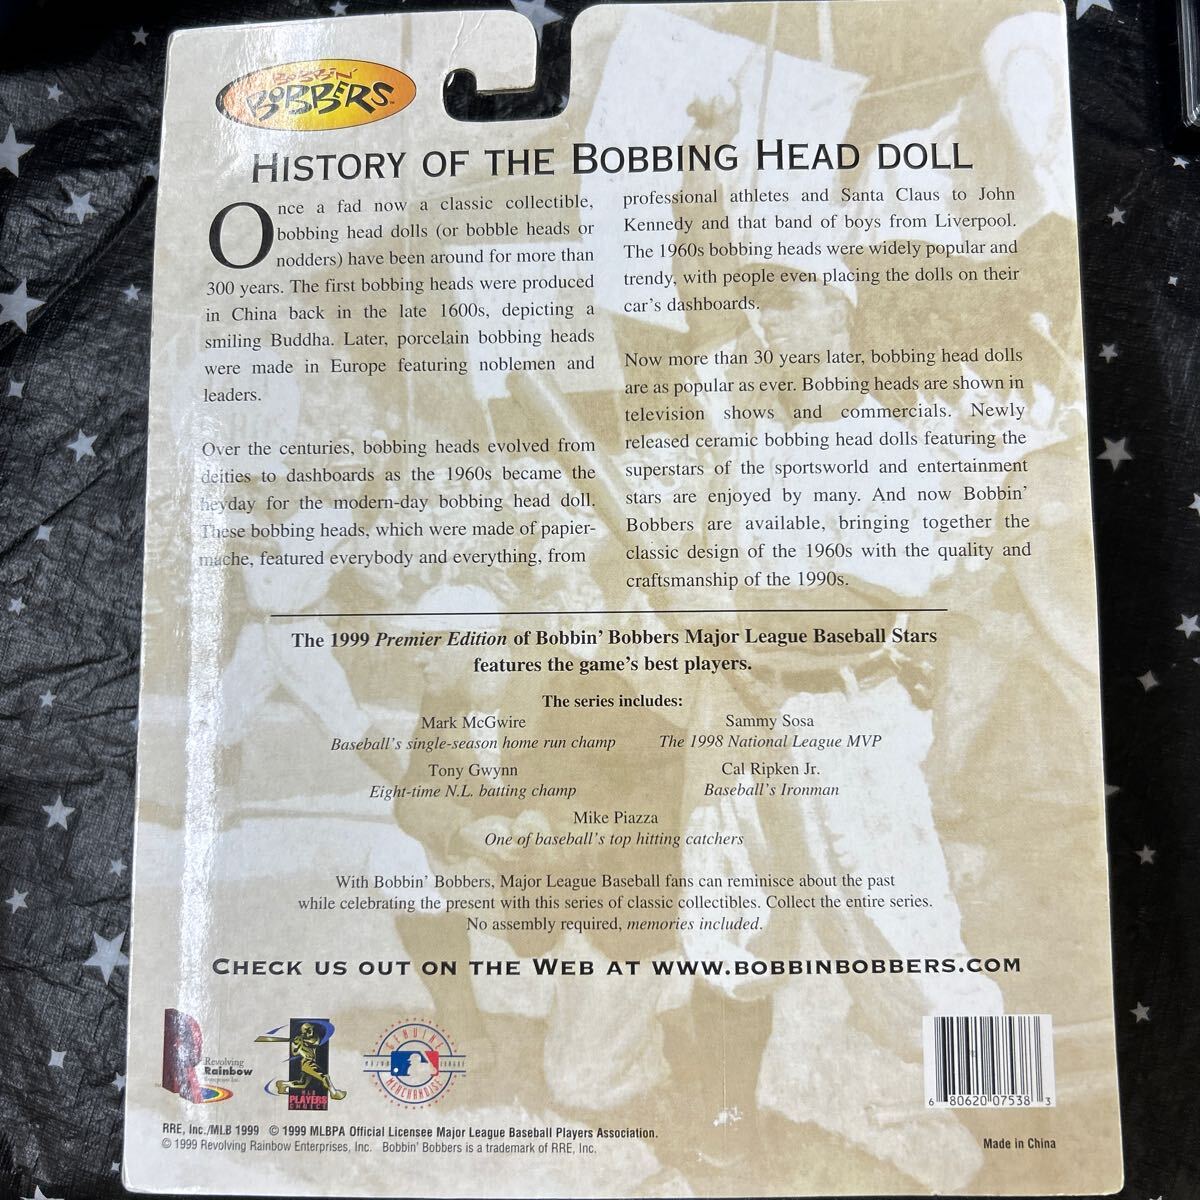 BOBBIN'
BOBBERS
HISTORY OF THE BOBBING HEAD DOLL
Once a fad now a classic collectible,
bobbing head dolls (or bobble heads or
nodders) have been around for more than
300 years. The first bobbing heads were produced
in China back in the late 1600s, depicting a
smiling Buddha. Later, porcelain bobbing heads
were made in Europe featuring noblemen and
leaders.
Over the centuries, bobbing heads evolved from
deities to dashboards as the 1960s became the
heyday for the modern-day bobbing head doll.
These bobbing heads, which were made of papier-
mache, featured everybody and everything, from
professional athletes and Santa Claus to John
Kennedy and that band of boys from Liverpool.
The 1960s bobbing heads were widely popular and
trendy, with people even placing the dolls on their
car's dashboards.
Now more than 30 years later, bobbing head dolls
are as popular as ever. Bobbing heads are shown in
television shows and commercials. Newly
released ceramic bobbing head dolls featuring the
superstars of the sportsworld and entertainment
stars are enjoyed by many. And now Bobbin'
Bobbers are available, bringing together the
classic design of the 1960s with the quality and
craftsmanship of the 1990s.
The 1999 Premier Edition of Bobbin' Bobbers Major League Baseball Stars
features the game's best players.
The series includes:
Mark McGwire
Baseball's single-season home run champ
Sammy Sosa
The 1998 National League MVP
Tony Gwynn
Eight-time N.L. batting champ
Cal Ripken Jr.
Baseball's Ironman
Mike Piazza
One of baseball's top hitting catchers
With Bobbin' Bobbers, Major League Baseball fans can reminisce about the past
while celebrating the present with this series of classic collectibles. Collect the entire series.
No assembly required, memories included.
CHECK US OUT ON THE WEB AT WWW.BOBBINBOBBERS.COM
Revolving
Rainbow
Enterprises Inc.
MLB
PLAYERS
CHOICE
GENUINE
MAJOR LEAGUE
MERCHANDISE
6 80620 07538 3
RRE, Inc./MLB 1999 © 1999 MLBPA Official Licensee Major League Baseball Players Association.
© 1999 Revolving Rainbow Enterprises, Inc. Bobbin' Bobbers is a trademark of RRE, Inc.
Made in China